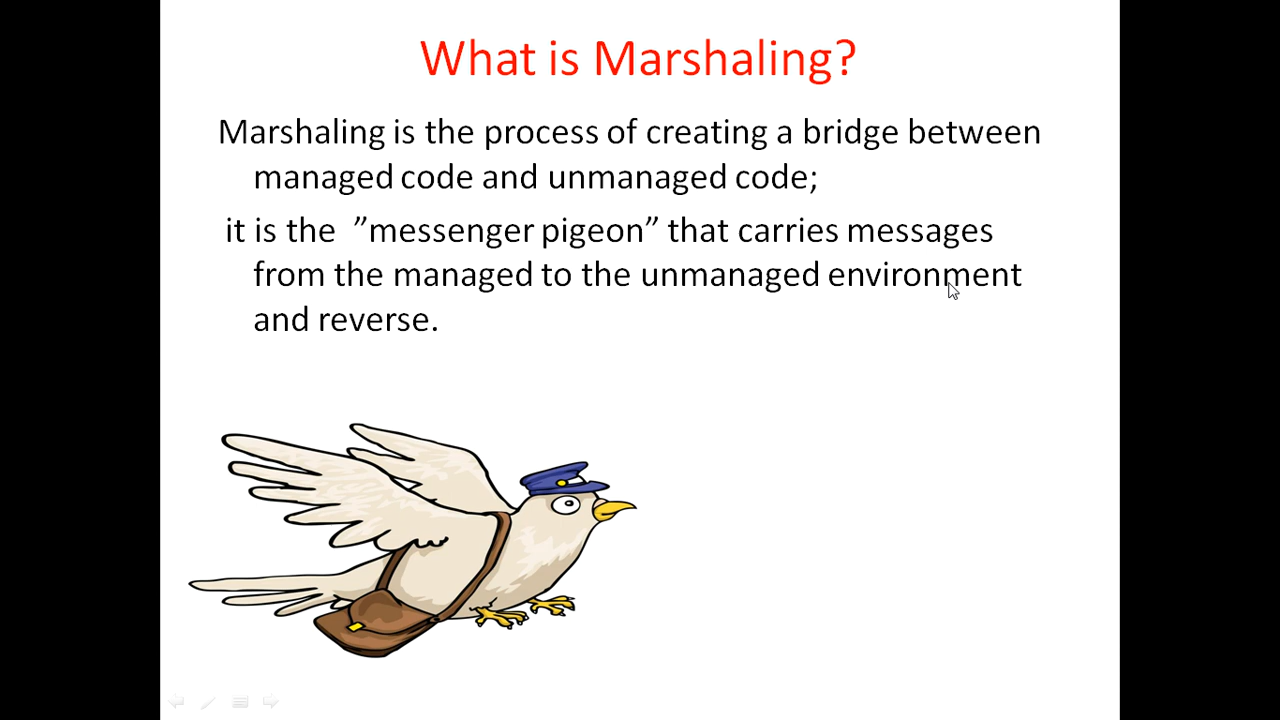 What is Marshaling?
Marshaling is the process of creating a bridge between
managed code and unmanaged code;
it is the ”messenger pigeon” that carries messages
from the managed to the unmanaged environment
and reverse.